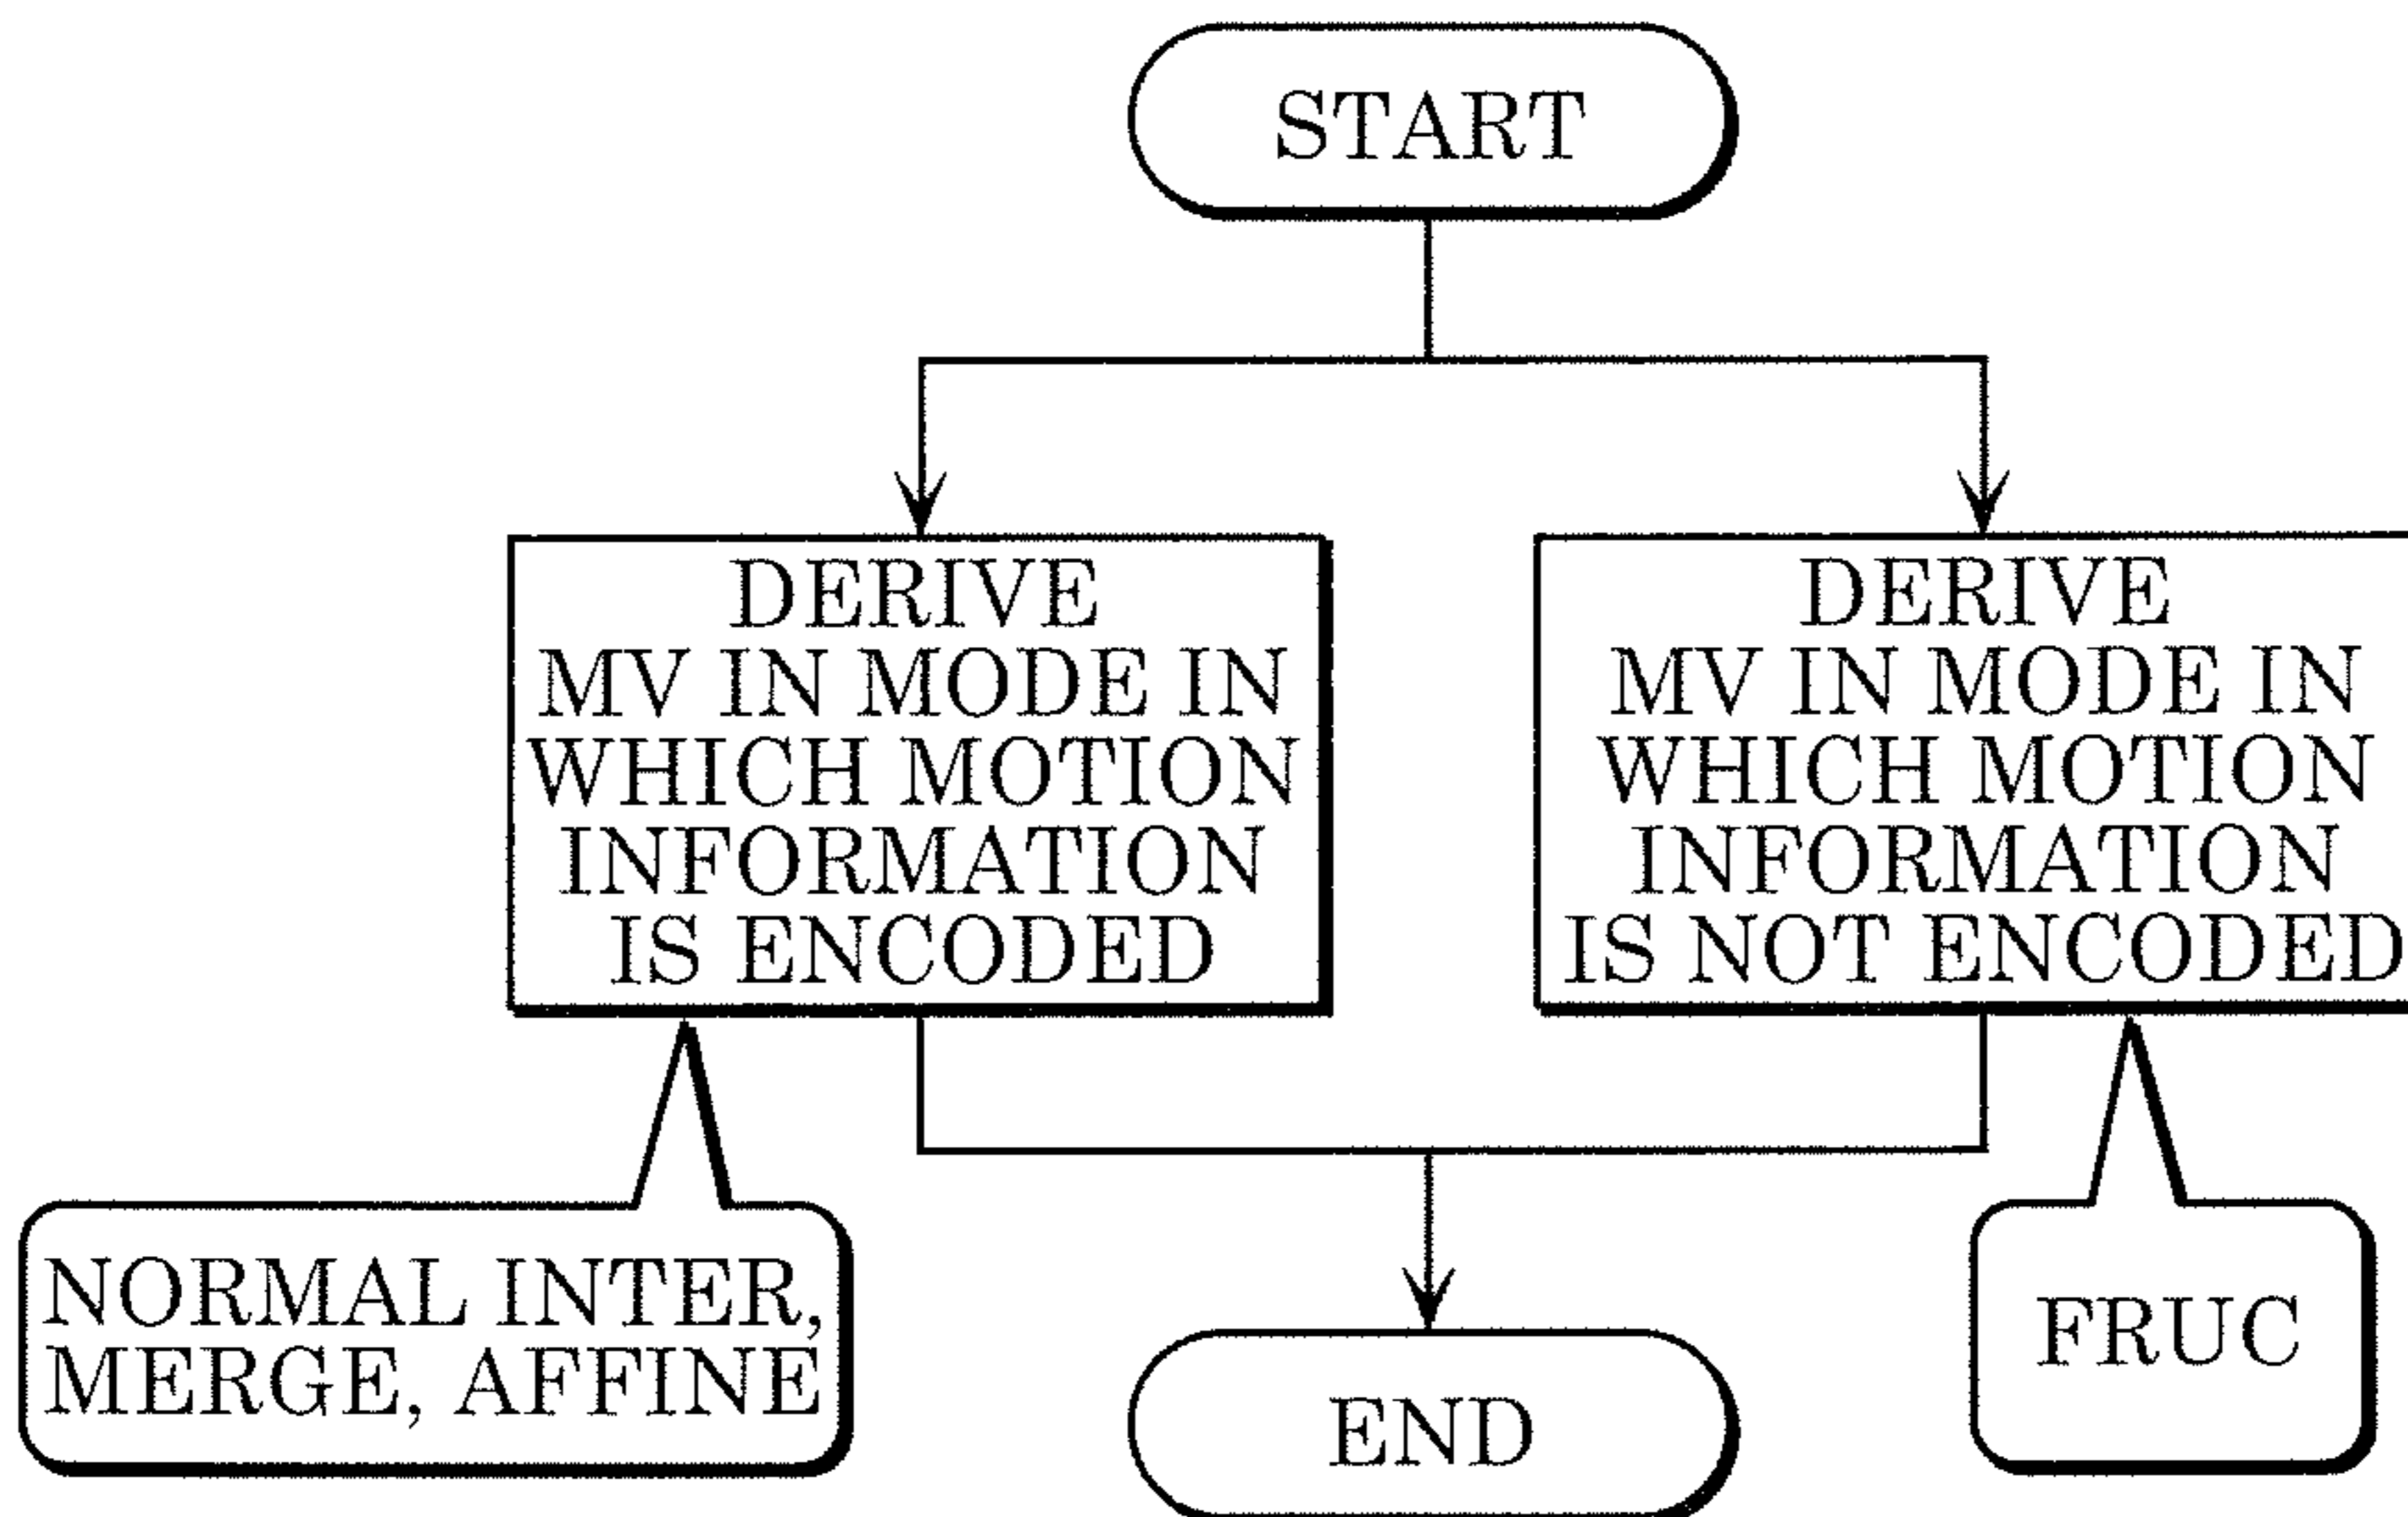 START
DERIVE
MV IN MODE IN
WHICH MOTION
INFORMATION
IS ENCODED
DERIVE
MV IN MODE IN
WHICH MOTION
INFORMATION
IS NOT ENCODED
NORMAL INTER,
MERGE, AFFINE
FRUC
END